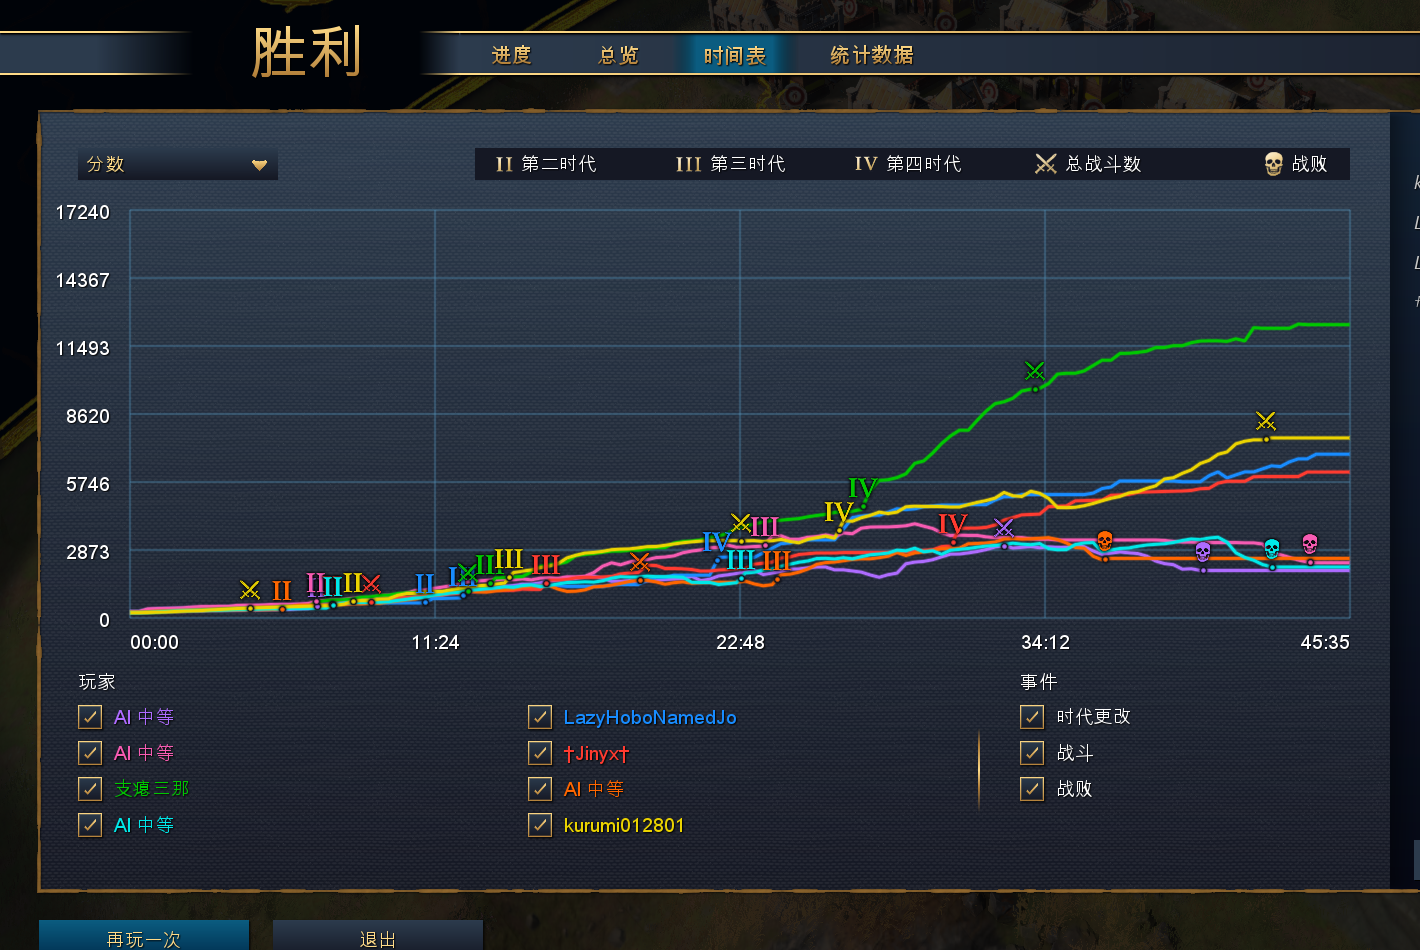 胜利
进度 总览 时间表 统计数据
分数
II 第二时代 III 第三时代 IV 第四时代 总战斗数 战败
17240
14367
11493
8620
5746
2873
0
00:00 11:24 22:48 34:12 45:35
玩家
AI 中等
AI 中等
支瘪三那
AI 中等
LazyHoboNamedJo
†Jinyx†
AI 中等
kurumi012801
事件
时代更改
战斗
战败
再玩一次 退出